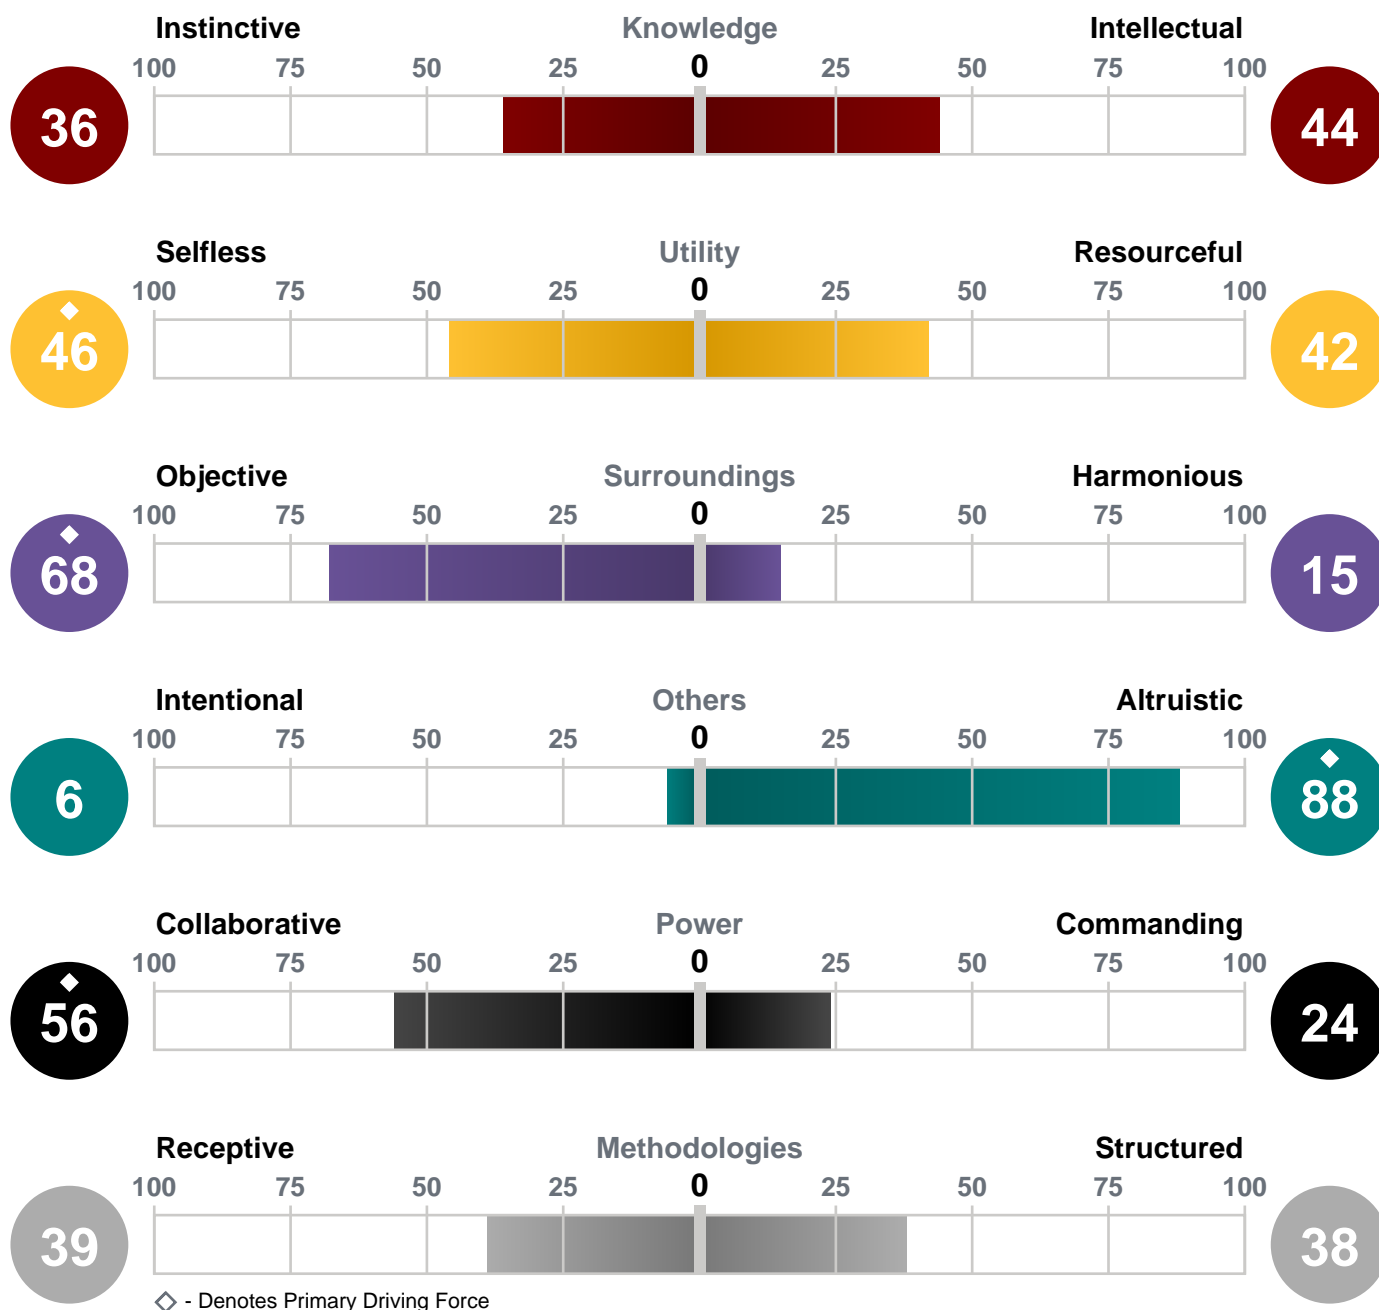 Instinctive Knowledge Intellectual
100 75 50 25 0 25 50 75 100
36 44
Selfless Utility Resourceful
100 75 50 25 0 25 50 75 100
46 42
Objective Surroundings Harmonious
100 75 50 25 0 25 50 75 100
68 15
Intentional Others Altruistic
100 75 50 25 0 25 50 75 100
6 88
Collaborative Power Commanding
100 75 50 25 0 25 50 75 100
56 24
Receptive Methodologies Structured
100 75 50 25 0 25 50 75 100
39 38
- Denotes Primary Driving Force